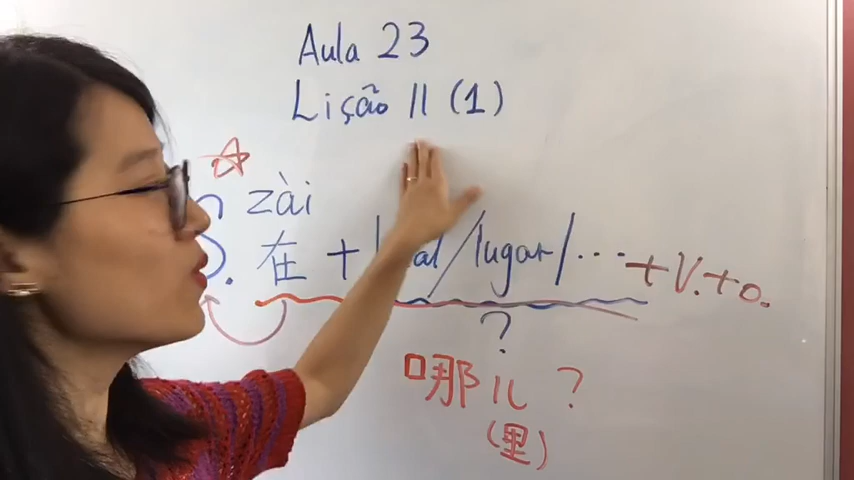 Aula 23
Lição 11 (1)
zài
S. 在 + / lugar / ... + V. + O.
?
哪儿 ?
(里)